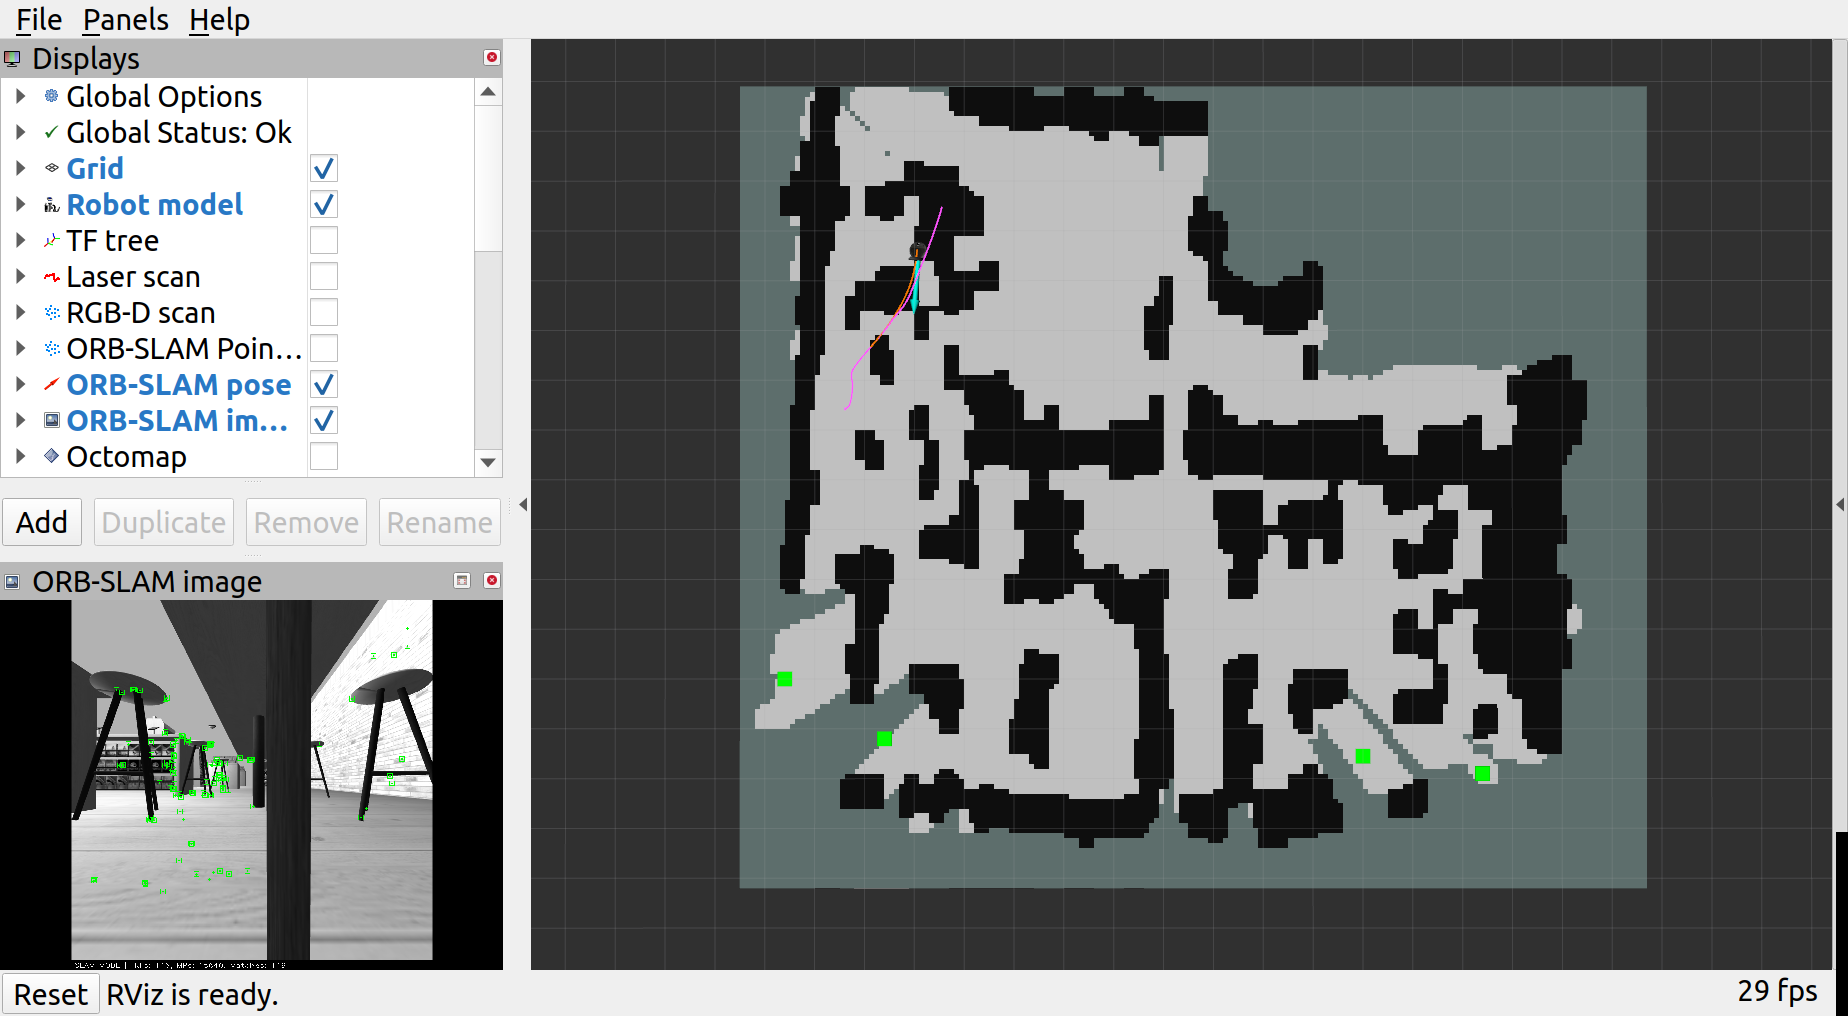 File Panels Help
Displays
Global Options
Global Status: Ok
Grid
Robot model
TF tree
Laser scan
RGB-D scan
ORB-SLAM Poin...
ORB-SLAM pose
ORB-SLAM im...
Octomap
Add Duplicate Remove Rename
ORB-SLAM image
SLAM MODE |
Reset RViz is ready. 29 fps